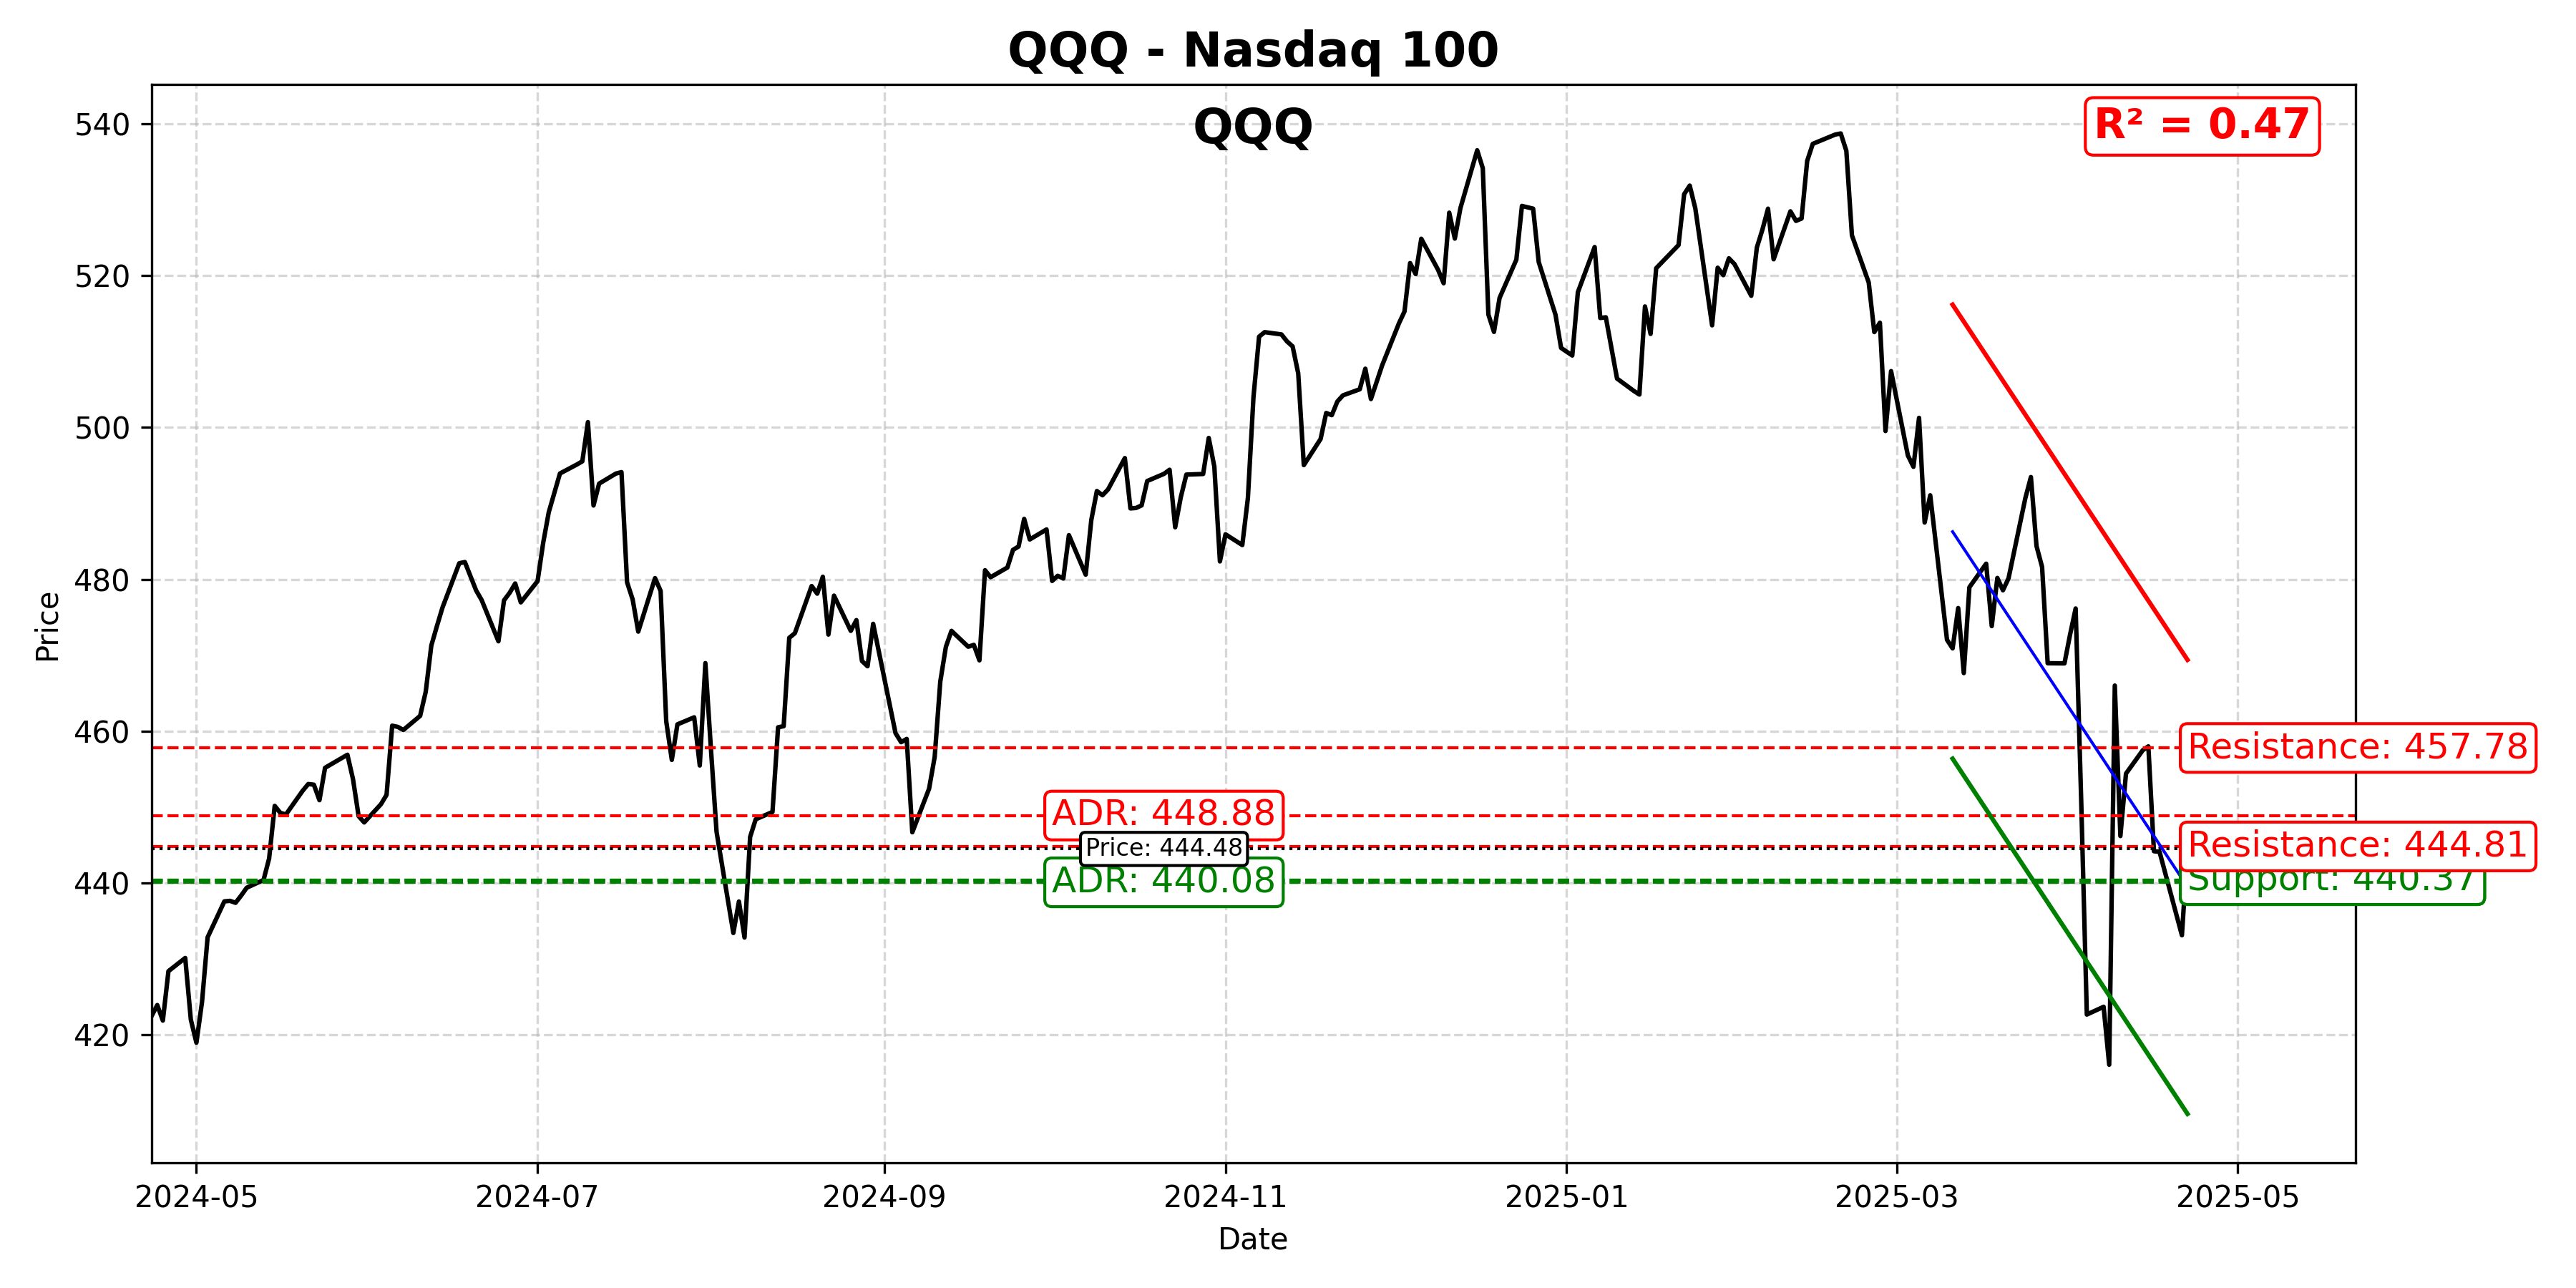 QQQ - Nasdaq 100
QQQ
R² = 0.47
540
520
500
480
460
440
420
Price
Resistance: 457.78
ADR: 448.88
Price: 444.48
Resistance: 444.81
ADR: 440.08
Support: 440.37
2024-05
2024-07
2024-09
2024-11
2025-01
2025-03
2025-05
Date